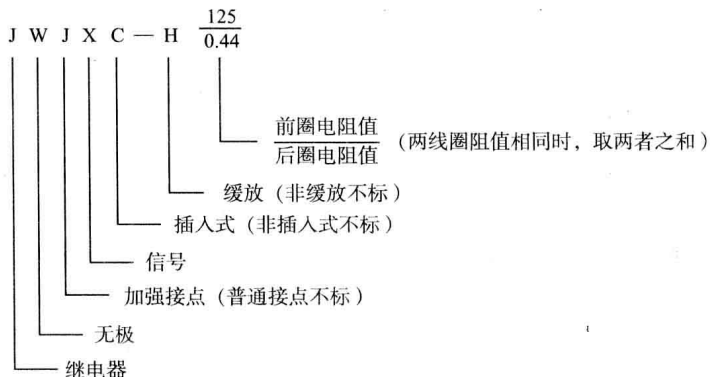 J W J X C — H 125/0.44
前圈电阻值/后圈电阻值 (两线圈阻值相同时，取两者之和)
缓放 (非缓放不标)
插入式 (非插入式不标)
信号
加强接点 (普通接点不标)
无极
继电器